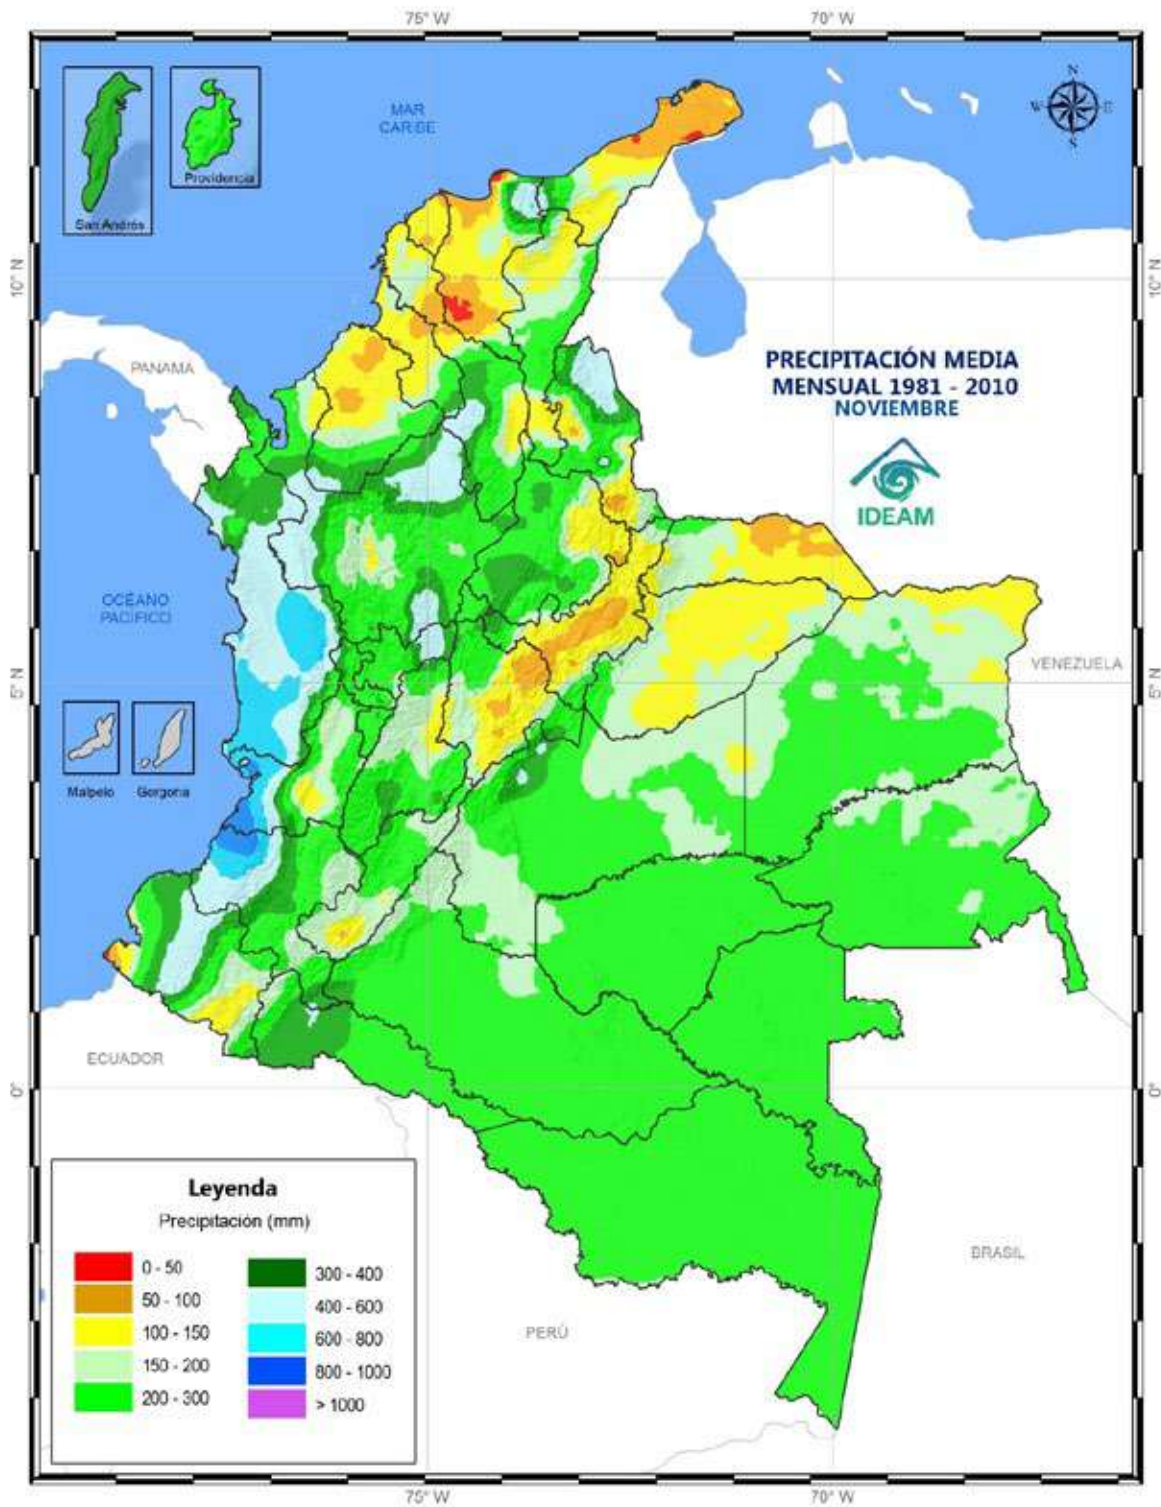 75° W
70° W
N
W
E
S
MAR
CARIBE
Providencia
San Andrés
10° N
10° N
PANAMA
PRECIPITACIÓN MEDIA
MENSUAL 1981 - 2010
NOVIEMBRE
IDEAM
OCÉANO
PACÍFICO
VENEZUELA
5° N
5° N
Malpelo
Gorgona
ECUADOR
0°
0°
Leyenda
Precipitación (mm)
0 - 50
50 - 100
100 - 150
150 - 200
200 - 300
300 - 400
400 - 600
600 - 800
800 - 1000
> 1000
BRASIL
PERÚ
75° W
70° W